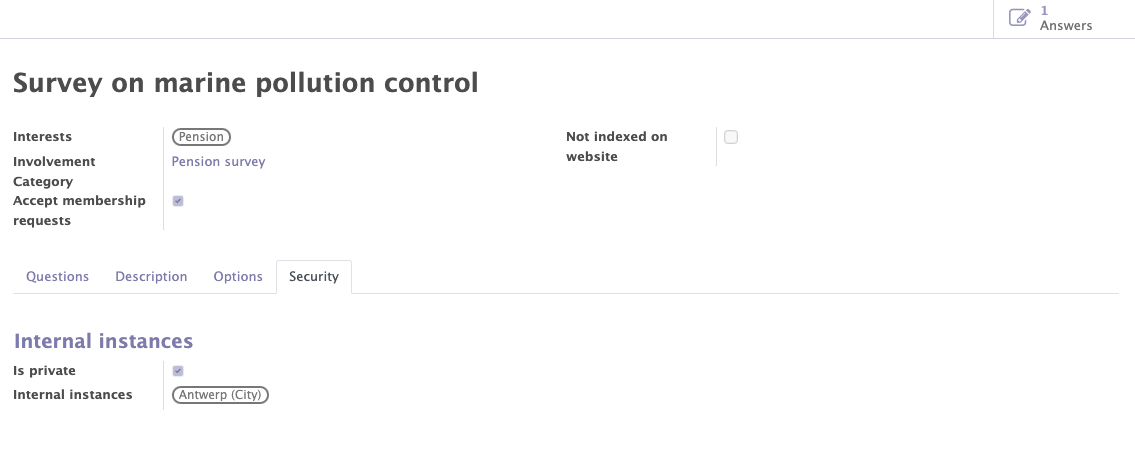 1
Answers
Survey on marine pollution control
Interests
Pension
Not indexed on
website
Involvement
Category
Pension survey
Accept membership
requests
Questions
Description
Options
Security
Internal instances
Is private
Internal instances
Antwerp (City)